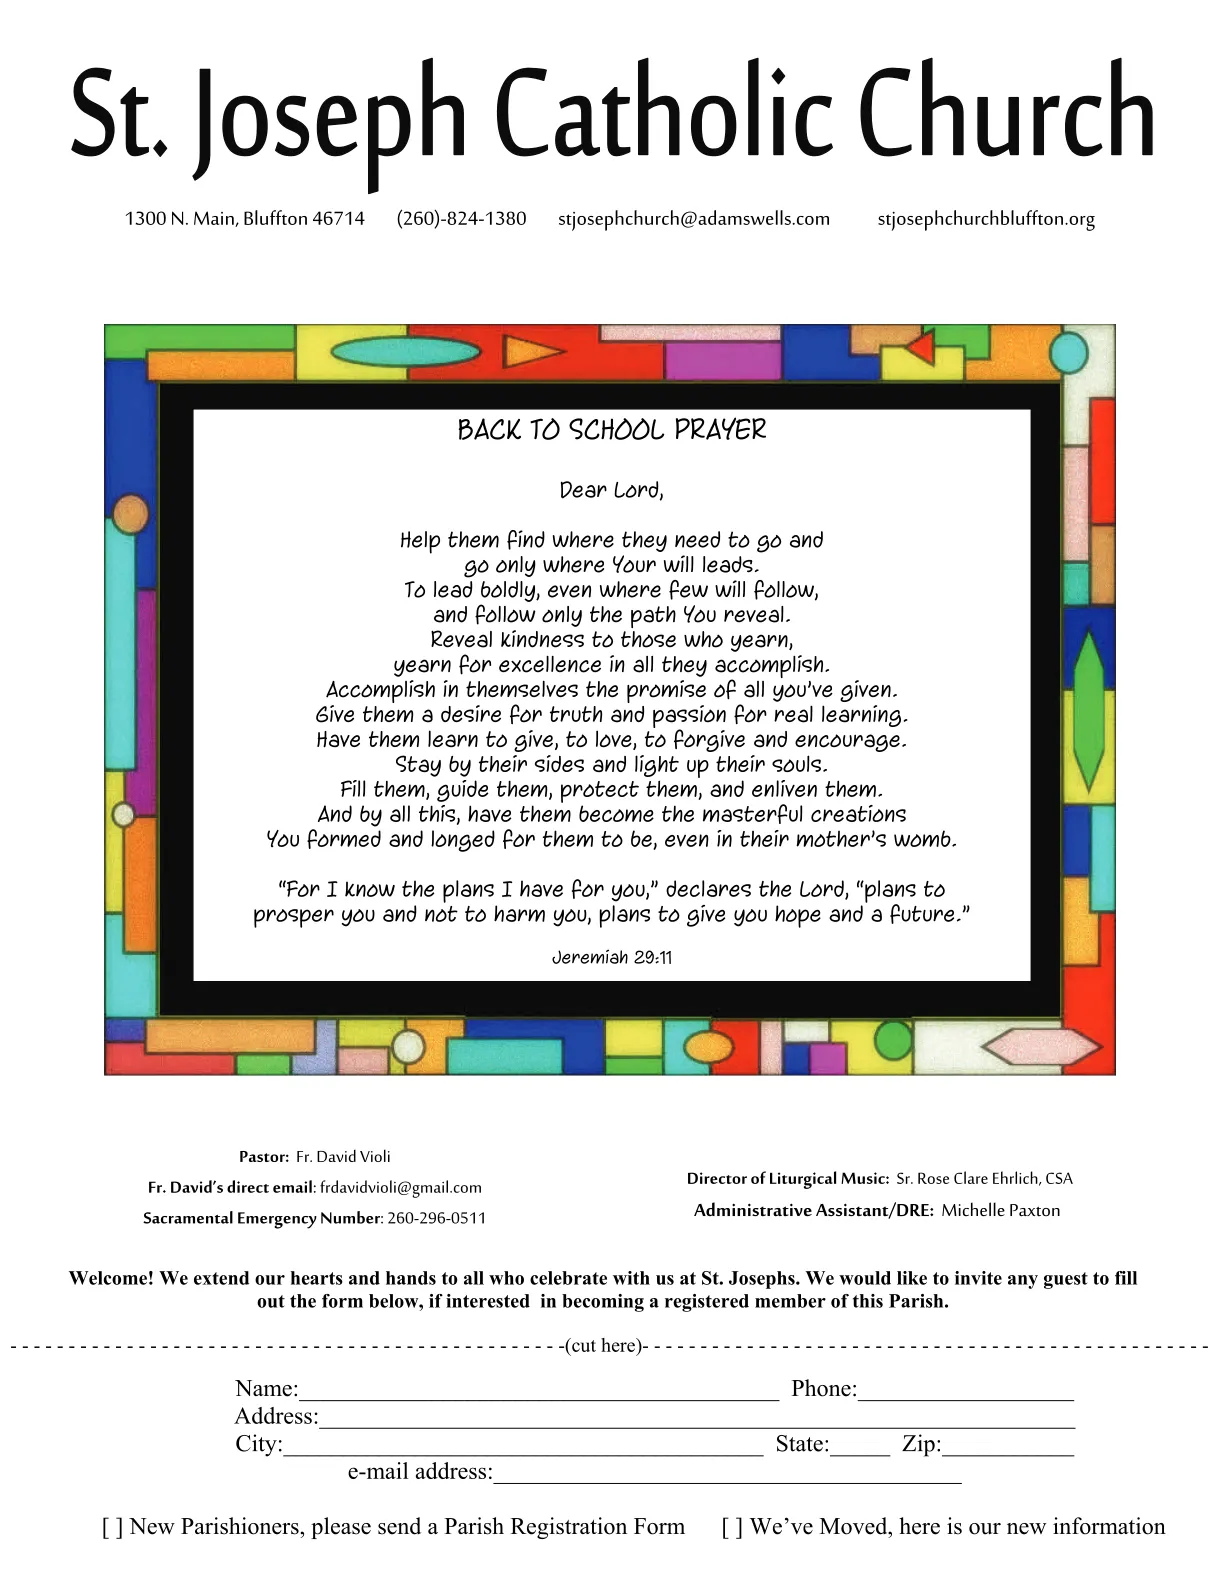 St. Joseph Catholic Church
1300 N. Main, Bluffton 46714 (260)-824-1380 stjosephchurch@adamswells.com stjosephchurchbluffton.org
BACK TO SCHOOL PRAYER
Dear Lord,
Help them find where they need to go and
go only where Your will leads.
To lead boldly, even where few will follow,
and follow only the path You reveal.
Reveal kindness to those who yearn,
yearn for excellence in all they accomplish.
Accomplish in themselves the promise of all you've given.
Give them a desire for truth and passion for real learning.
Have them learn to give, to love, to forgive and encourage.
Stay by their sides and light up their souls.
Fill them, guide them, protect them, and enliven them.
And by all this, have them become the masterful creations
You formed and longed for them to be, even in their mother's womb.
“For I know the plans I have for you,” declares the Lord, “plans to
prosper you and not to harm you, plans to give you hope and a future.”
Jeremiah 29:11
Pastor: Fr. David Violi
Fr. David’s direct email: frdavidvioli@gmail.com
Sacramental Emergency Number: 260-296-0511
Director of Liturgical Music: Sr. Rose Clare Ehrlich, CSA
Administrative Assistant/DRE: Michelle Paxton
Welcome! We extend our hearts and hands to all who celebrate with us at St. Josephs. We would like to invite any guest to fill
out the form below, if interested in becoming a registered member of this Parish.
- - - - - - - - - - - - - - - - - - - - - - - - - - - - - - - - - - - - - - - - - - - - - - - -(cut here)- - - - - - - - - - - - - - - - - - - - - - - - - - - - - - - - - - - - - - - - - - - - - - - - -
Name:________________________________________ Phone:__________________
Address:_______________________________________________________________
City:________________________________________ State:_____ Zip:___________
e-mail address:_______________________________________
[ ] New Parishioners, please send a Parish Registration Form [ ] We’ve Moved, here is our new information